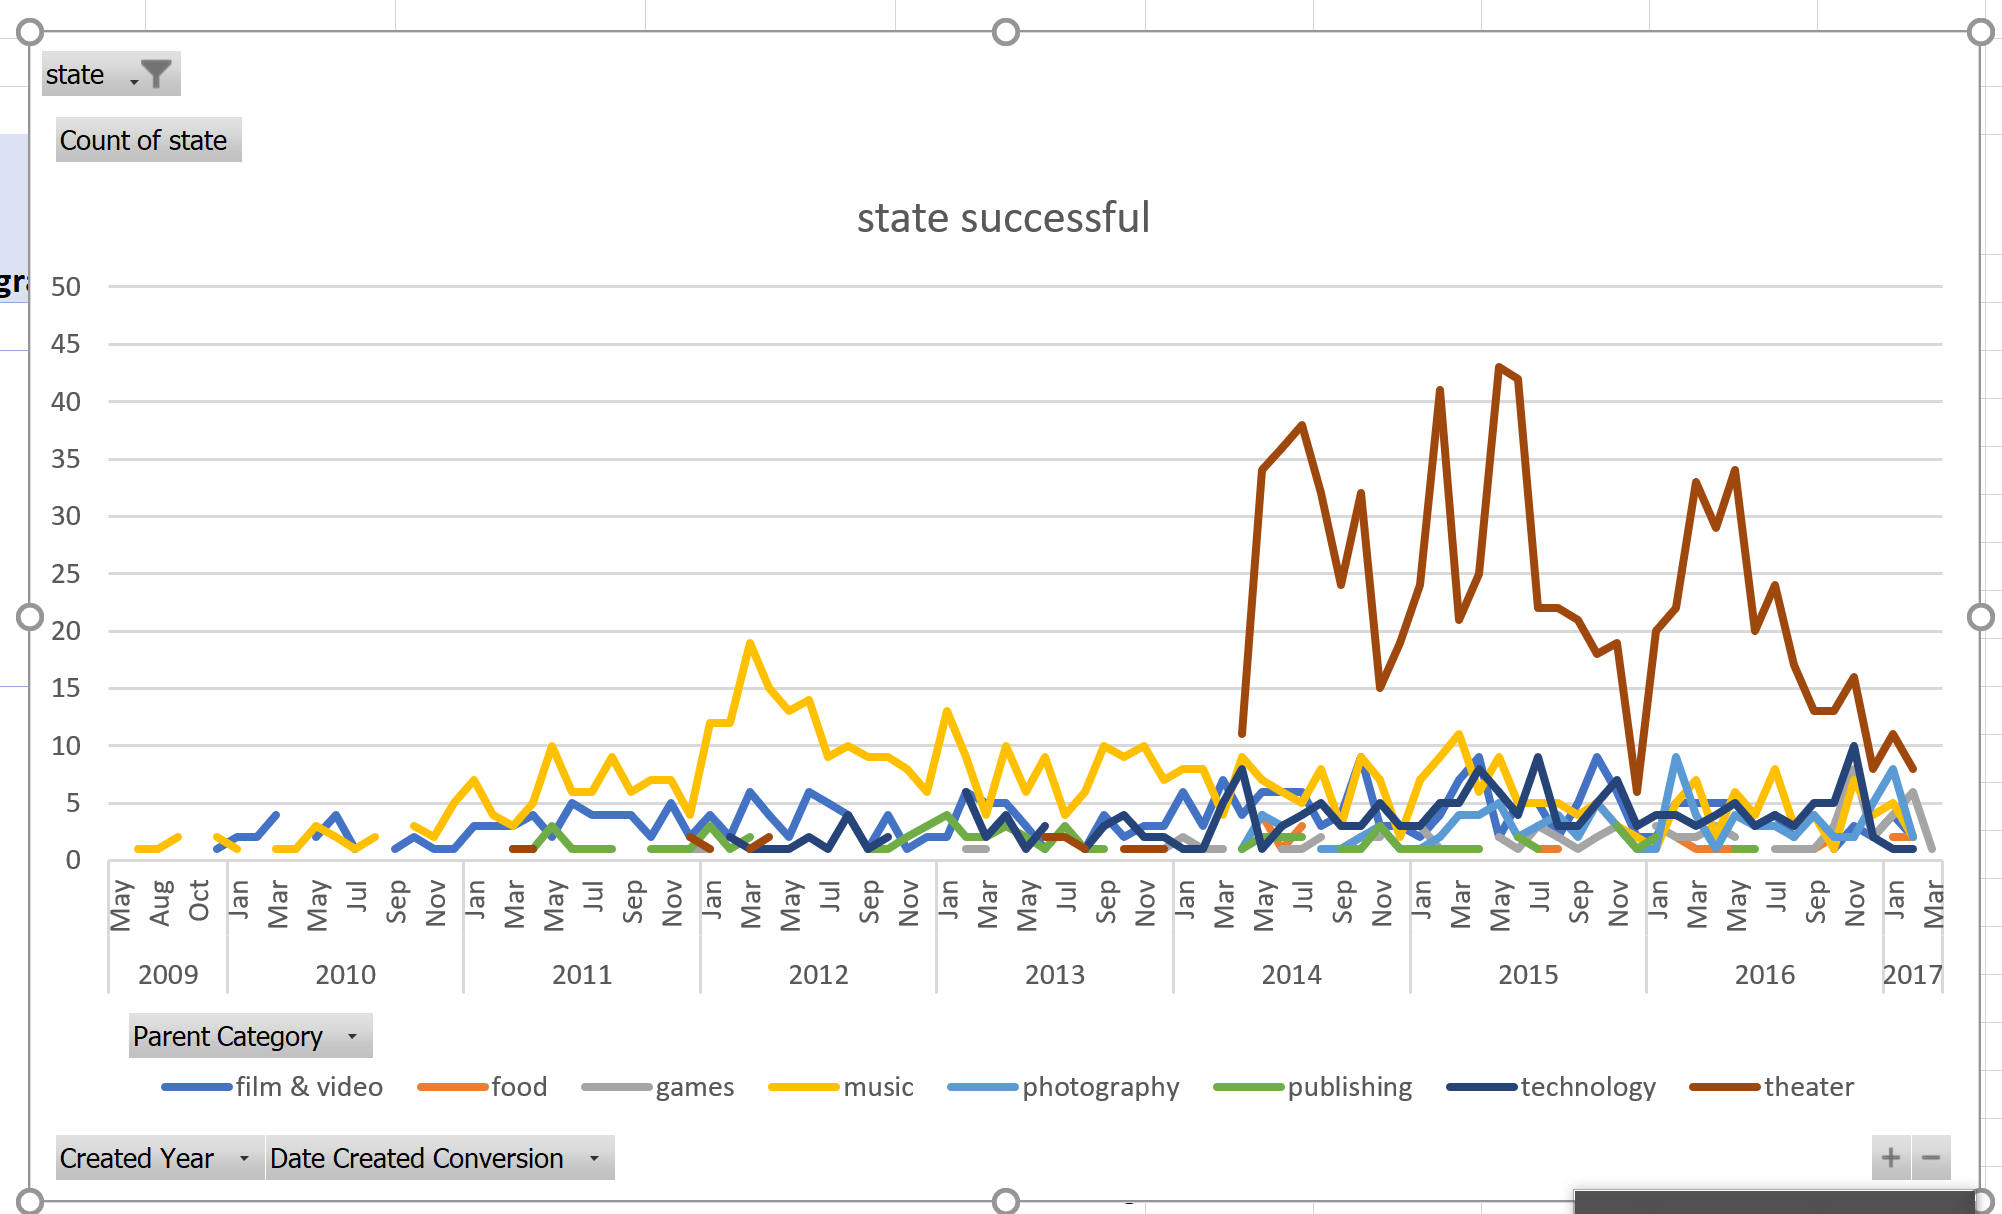 state
Count of state
state successful
gra
50
45
40
35
30
25
20
15
10
5
0
May Aug Oct Jan Mar May Jul Sep Nov Jan Mar May Jul Sep Nov Jan Mar May Jul Sep Nov Jan Mar May Jul Sep Nov Jan Mar May Jul Sep Nov Jan Mar May Jul Sep Nov Jan Mar May Jul Sep Nov Jan Mar
2009 2010 2011 2012 2013 2014 2015 2016 2017
Parent Category
film & video food games music photography publishing technology theater
Created Year Date Created Conversion + −